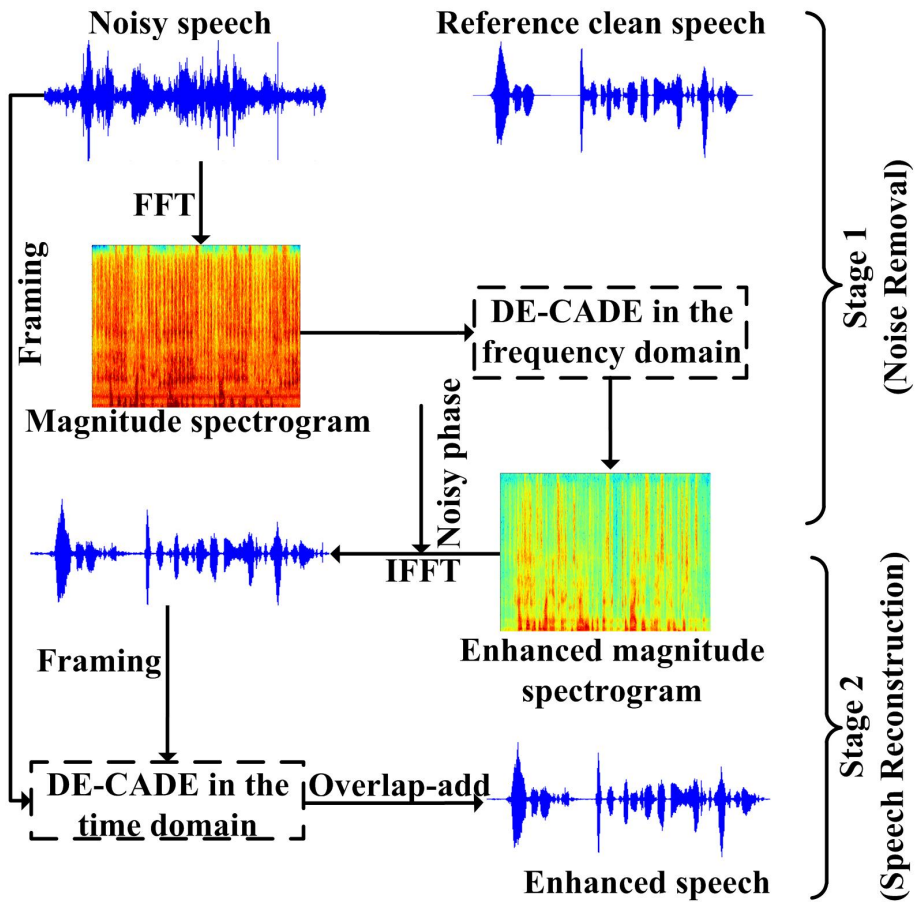 Noisy speech
Reference clean speech
FFT
Framing
Magnitude spectrogram
DE-CADE in the
frequency domain
Noisy phase
IFFT
Enhanced magnitude
spectrogram
Framing
DE-CADE in the
time domain
Overlap-add
Enhanced speech
Stage 1
(Noise Removal)
Stage 2
(Speech Reconstruction)